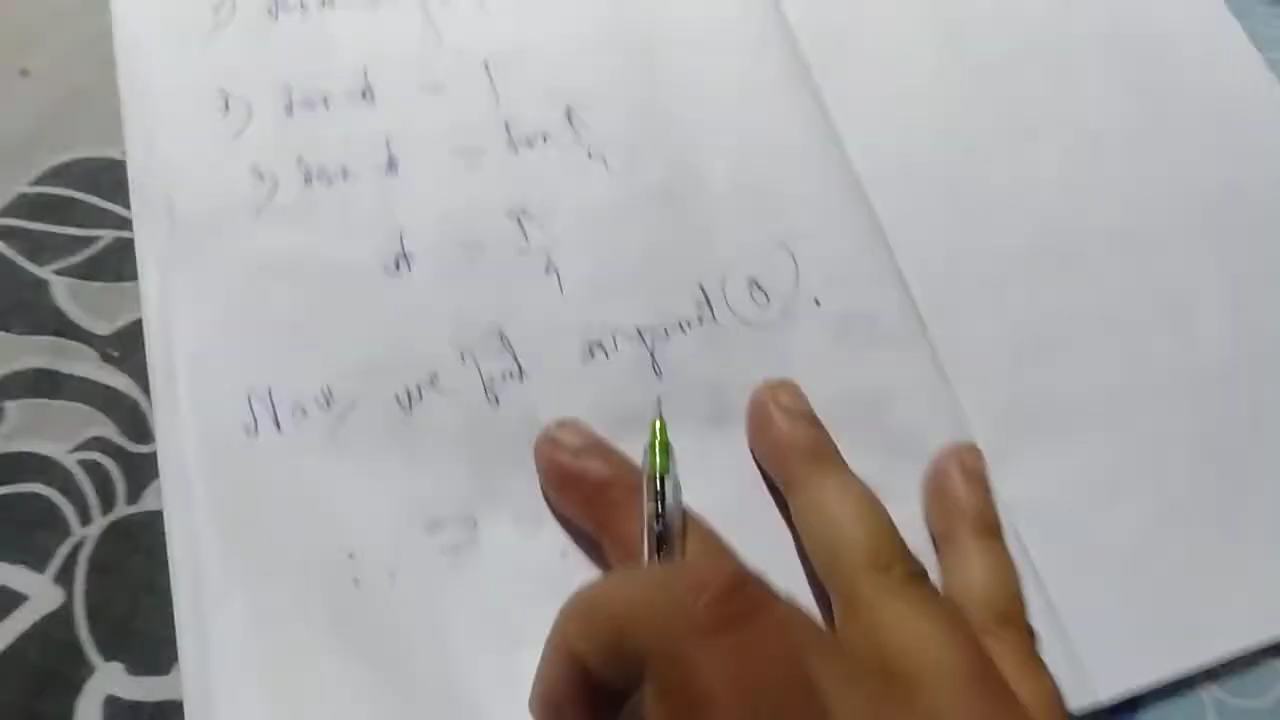 tan α = 1
tan α = tan π/4
α = π/4
Now we find argument (θ).